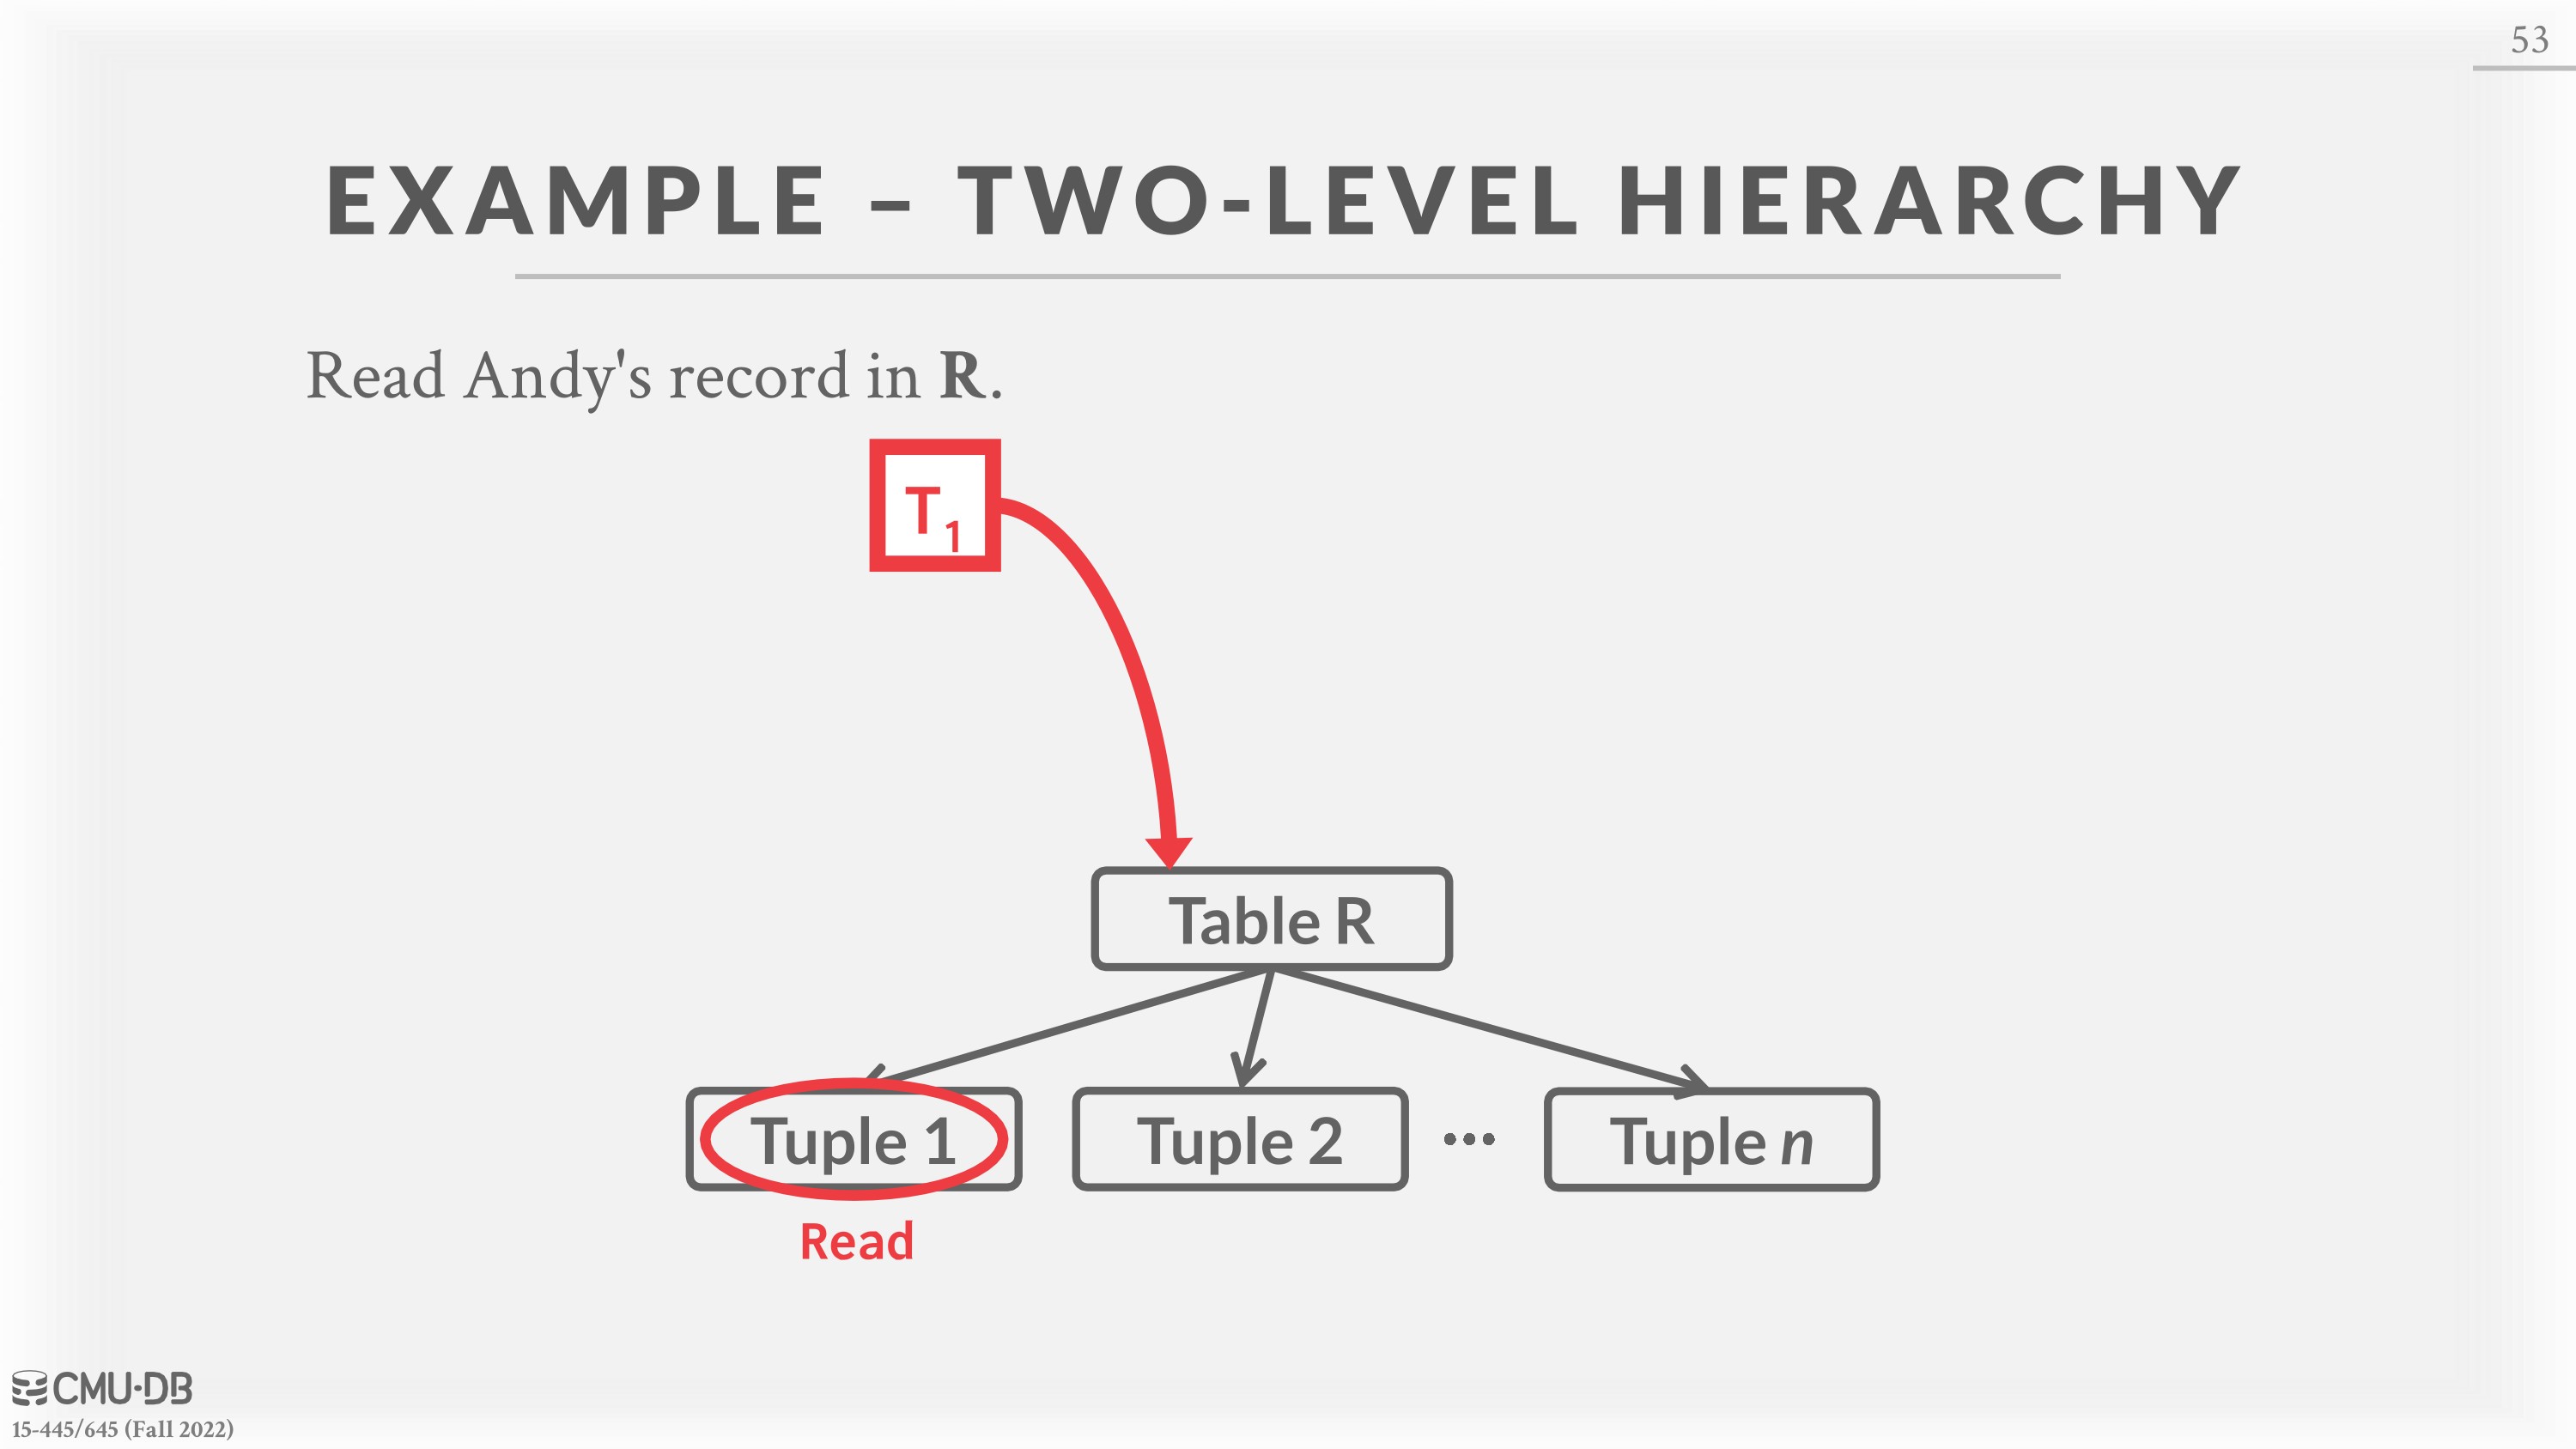 53
EXAMPLE – TWO-LEVEL HIERARCHY
Read Andy's record in R.
T1
Table R
Tuple 1 Tuple 2 ... Tuple n
Read
CMU·DB
15-445/645 (Fall 2022)